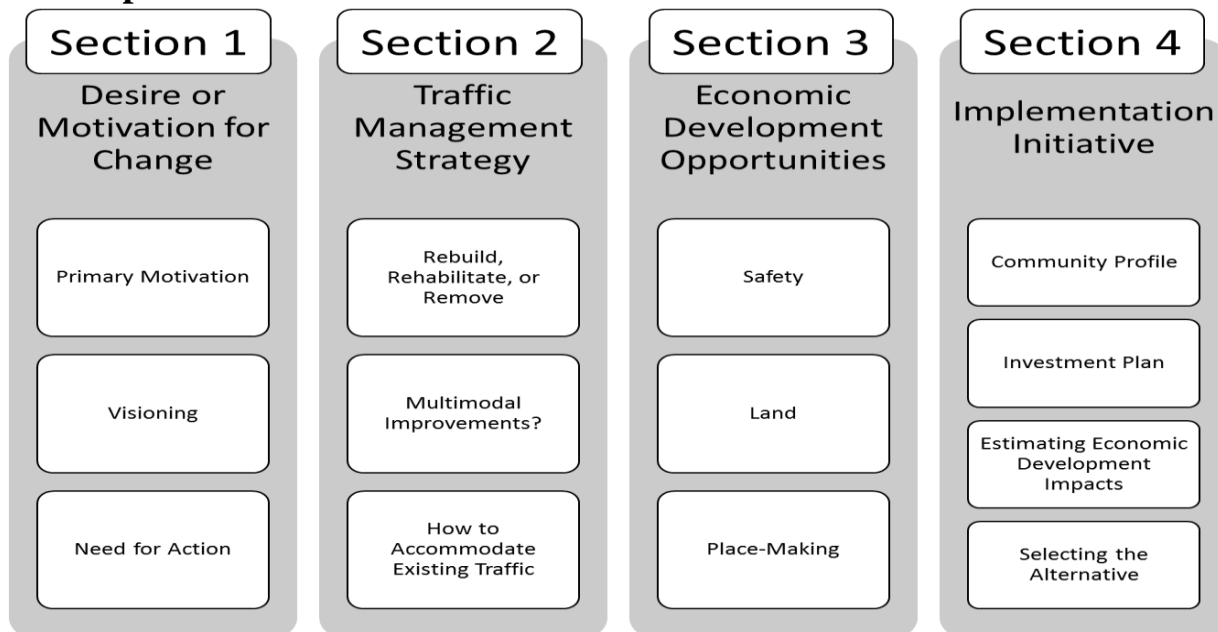 Section 1
Desire or
Motivation for
Change
Primary Motivation
Visioning
Need for Action
Section 2
Traffic
Management
Strategy
Rebuild,
Rehabilitate, or
Remove
Multimodal
Improvements?
How to
Accommodate
Existing Traffic
Section 3
Economic
Development
Opportunities
Safety
Land
Place-Making
Section 4
Implementation
Initiative
Community Profile
Investment Plan
Estimating Economic
Development
Impacts
Selecting the
Alternative